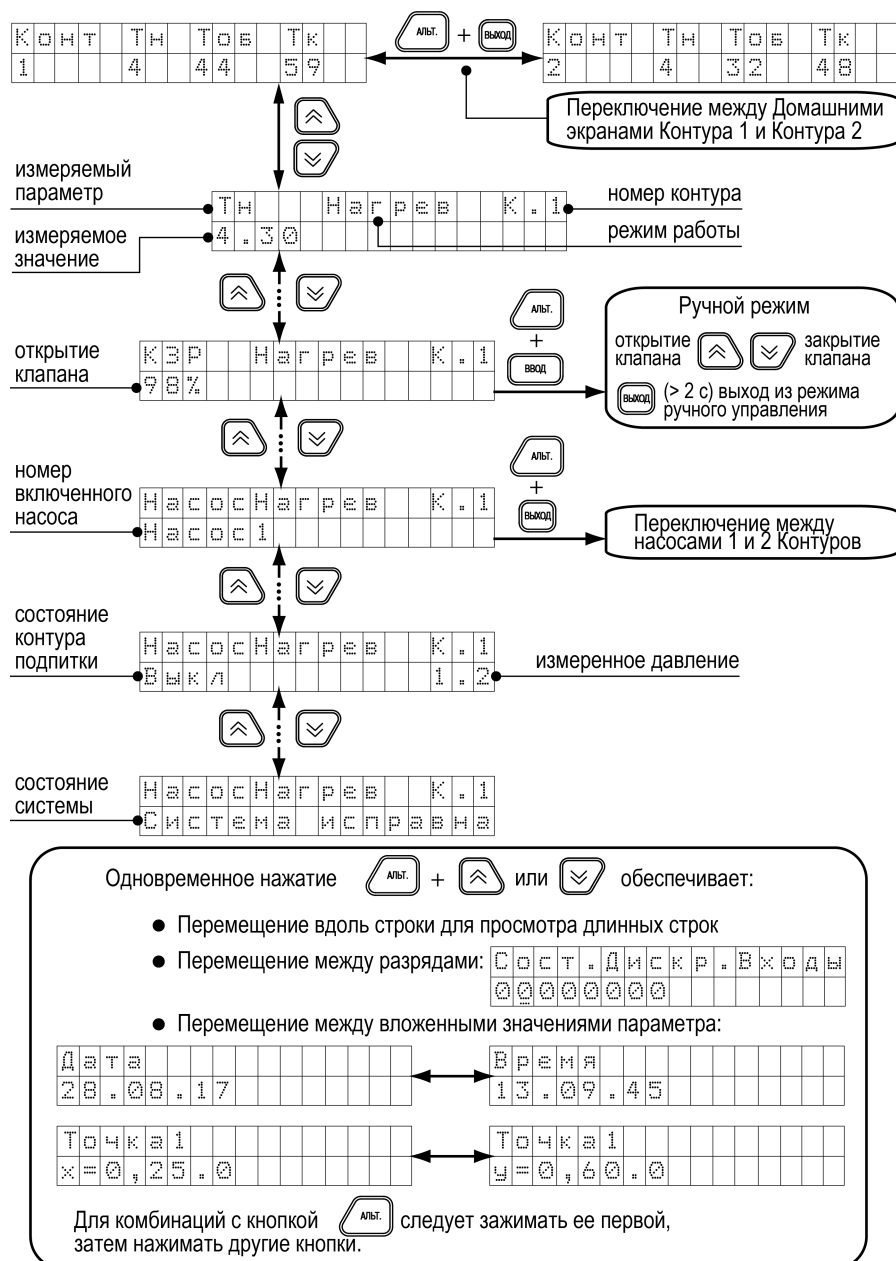 Конт Тн Тоб Тк
1 4 44 59
АЛЬТ. + ВЫХОД
Конт Тн Тоб Тк
2 4 32 48
Переключение между Домашними
экранами Контура 1 и Контура 2
измеряемый
параметр
измеряемое
значение
Тн Нагрев К.1
4.30
номер контура
режим работы
открытие
клапана
КЗР Нагрев К.1
98%
АЛЬТ.
+
ВВОД
Ручной режим
открытие
клапана
закрытие
клапана
ВЫХОД (> 2 с) выход из режима
ручного управления
номер
включенного
насоса
НасосНагрев К.1
Насос1
АЛЬТ.
+
ВЫХОД
Переключение между
насосами 1 и 2 Контуров
состояние
контура
подпитки
НасосНагрев К.1
Выкл 1.2
измеренное давление
состояние
системы
НасосНагрев К.1
Система исправна
Одновременное нажатие АЛЬТ. + или обеспечивает:
● Перемещение вдоль строки для просмотра длинных строк
● Перемещение между разрядами:
Сост.Дискр.Входы
00000000
● Перемещение между вложенными значениями параметра:
Дата
28.08.17
Время
13.09.45
Точка1
x=0,25.0
Точка1
y=0,60.0
Для комбинаций с кнопкой АЛЬТ. следует зажимать ее первой,
затем нажимать другие кнопки.